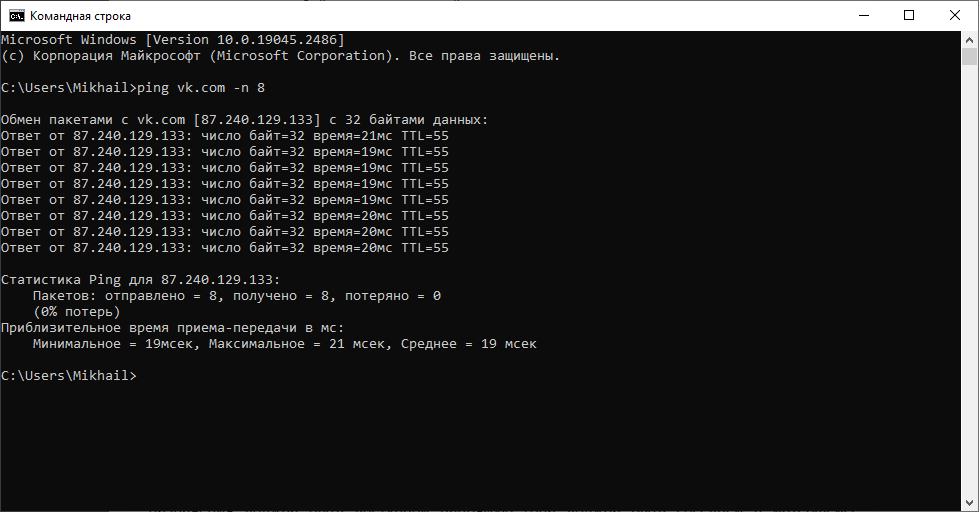 Командная строка
Microsoft Windows [Version 10.0.19045.2486]
(c) Корпорация Майкрософт (Microsoft Corporation). Все права защищены.
C:\Users\Mikhail>ping vk.com -n 8
Обмен пакетами с vk.com [87.240.129.133] с 32 байтами данных:
Ответ от 87.240.129.133: число байт=32 время=21мс TTL=55
Ответ от 87.240.129.133: число байт=32 время=19мс TTL=55
Ответ от 87.240.129.133: число байт=32 время=19мс TTL=55
Ответ от 87.240.129.133: число байт=32 время=19мс TTL=55
Ответ от 87.240.129.133: число байт=32 время=19мс TTL=55
Ответ от 87.240.129.133: число байт=32 время=20мс TTL=55
Ответ от 87.240.129.133: число байт=32 время=20мс TTL=55
Ответ от 87.240.129.133: число байт=32 время=20мс TTL=55
Статистика Ping для 87.240.129.133:
Пакетов: отправлено = 8, получено = 8, потеряно = 0
(0% потерь)
Приблизительное время приема-передачи в мс:
Минимальное = 19мсек, Максимальное = 21 мсек, Среднее = 19 мсек
C:\Users\Mikhail>